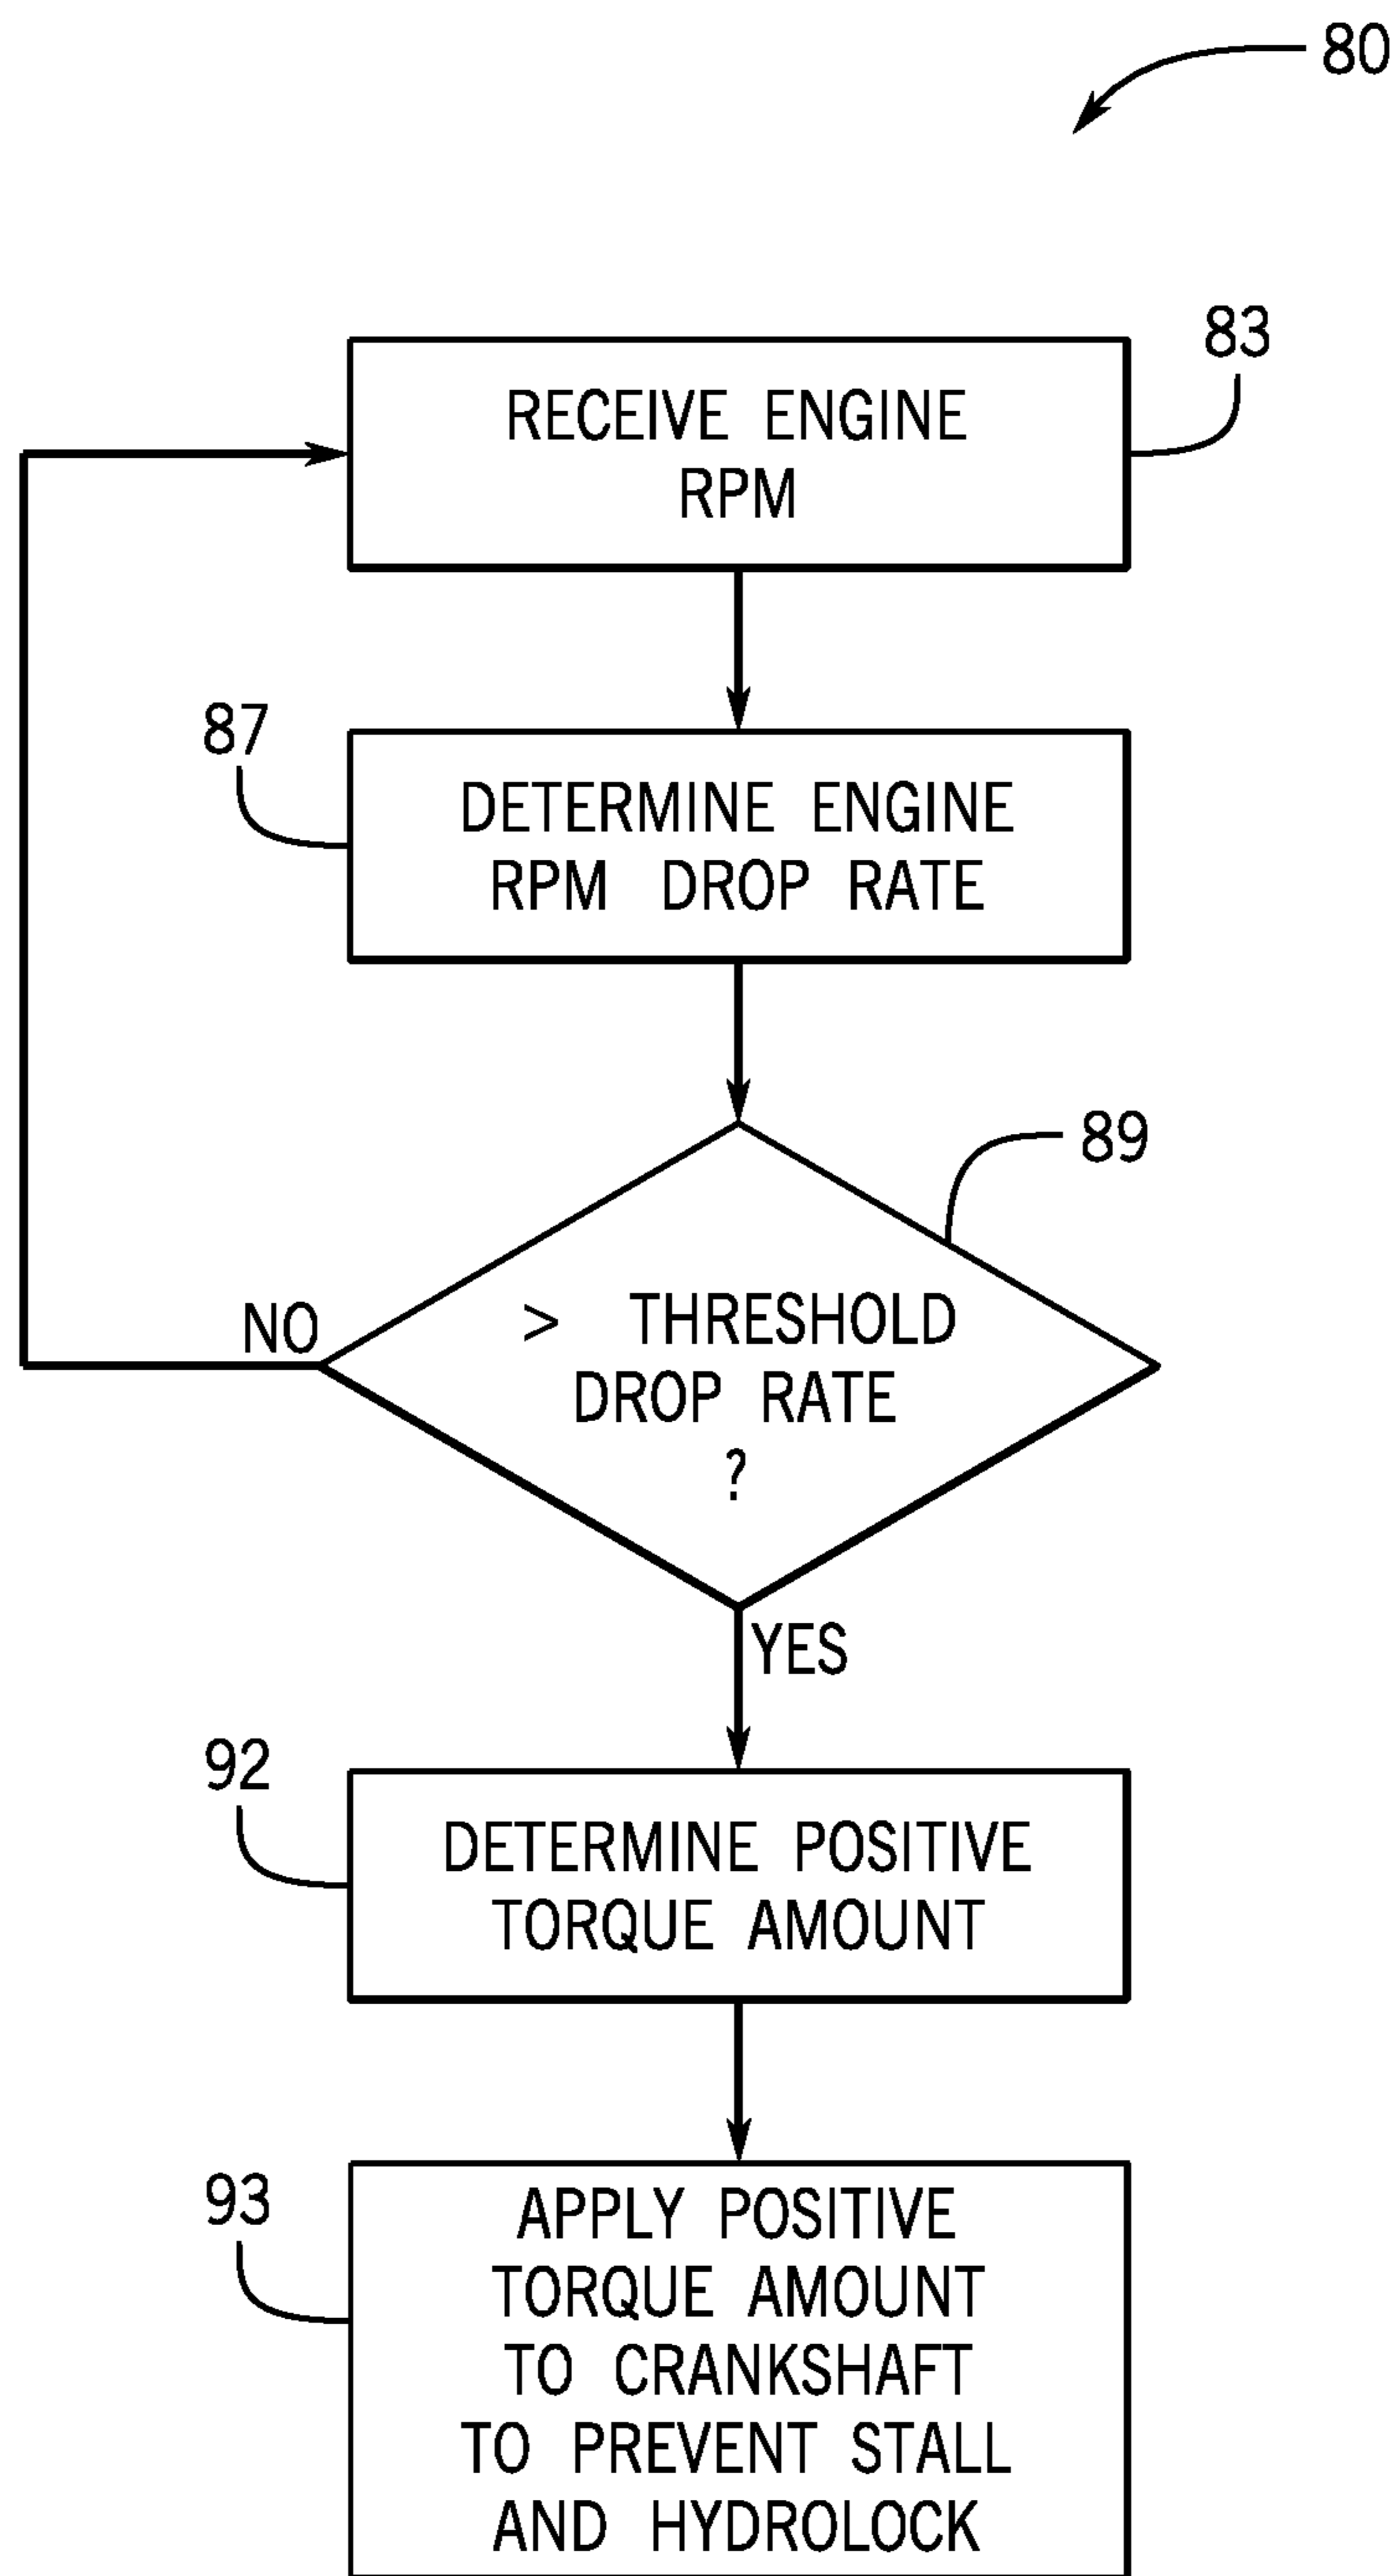 80
83
RECEIVE ENGINE
RPM
87
DETERMINE ENGINE
RPM DROP RATE
89
> THRESHOLD
DROP RATE
?
NO
YES
92
DETERMINE POSITIVE
TORQUE AMOUNT
93
APPLY POSITIVE
TORQUE AMOUNT
TO CRANKSHAFT
TO PREVENT STALL
AND HYDROLOCK